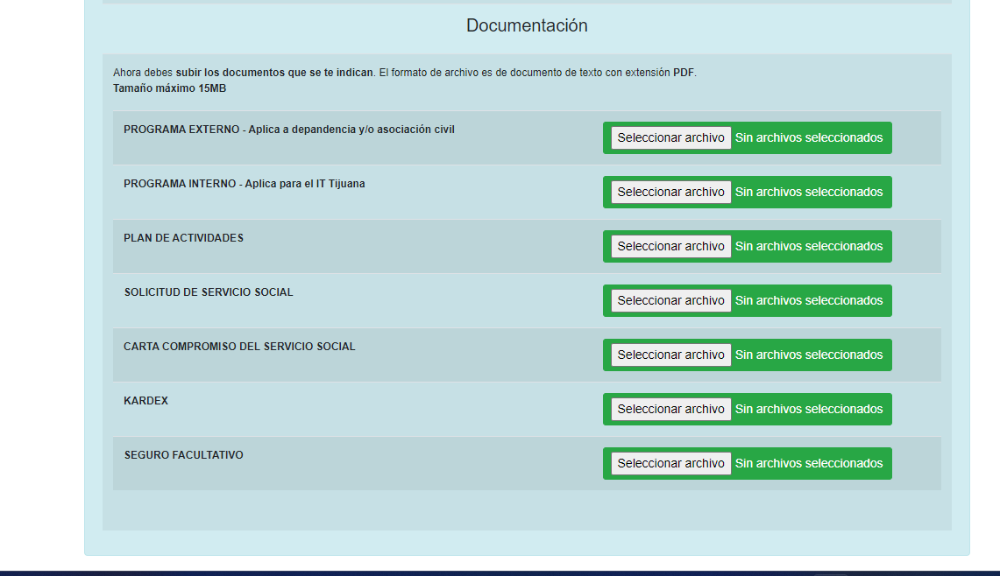 Documentación
Ahora debes subir los documentos que se te indican. El formato de archivo es de documento de texto con extensión PDF.
Tamaño máximo 15MB
PROGRAMA EXTERNO - Aplica a depandencia y/o asociación civil
Seleccionar archivo Sin archivos seleccionados
PROGRAMA INTERNO - Aplica para el IT Tijuana
Seleccionar archivo Sin archivos seleccionados
PLAN DE ACTIVIDADES
Seleccionar archivo Sin archivos seleccionados
SOLICITUD DE SERVICIO SOCIAL
Seleccionar archivo Sin archivos seleccionados
CARTA COMPROMISO DEL SERVICIO SOCIAL
Seleccionar archivo Sin archivos seleccionados
KARDEX
Seleccionar archivo Sin archivos seleccionados
SEGURO FACULTATIVO
Seleccionar archivo Sin archivos seleccionados